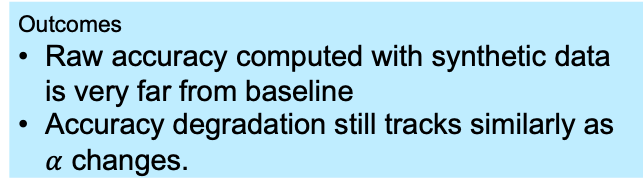 Outcomes
• Raw accuracy computed with synthetic data
is very far from baseline
• Accuracy degradation still tracks similarly as
𝛼 changes.